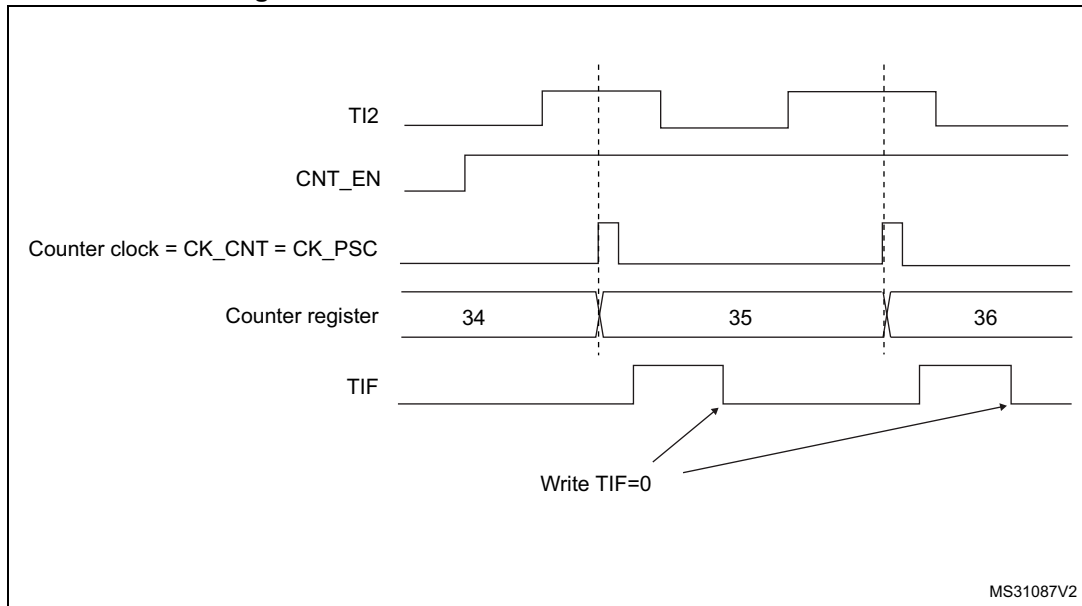 TI2
CNT_EN
Counter clock = CK_CNT = CK_PSC
Counter register 34 35 36
TIF
Write TIF=0
MS31087V2